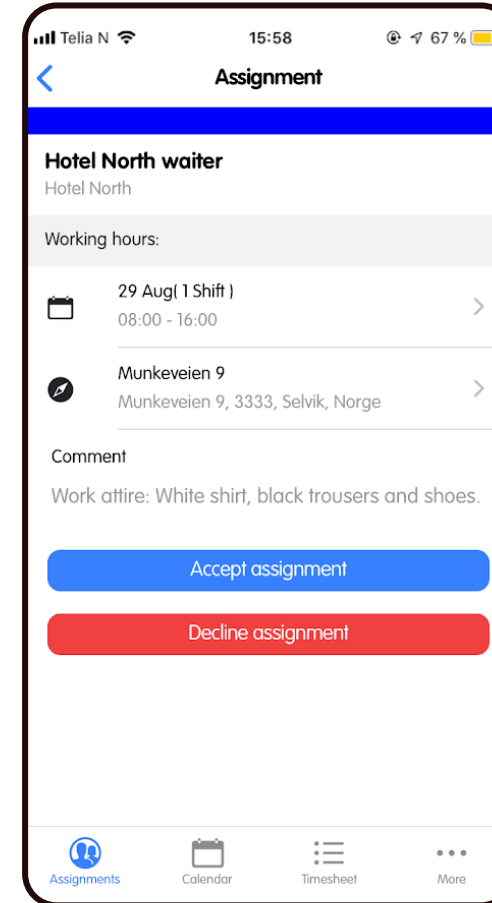 Telia N 15:58 67 %
Assignment
Hotel North waiter
Hotel North
Working hours:
29 Aug( 1 Shift )
08:00 - 16:00
Munkeveien 9
Munkeveien 9, 3333, Selvik, Norge
Comment
Work attire: White shirt, black trousers and shoes.
Accept assignment
Decline assignment
Assignments Calendar Timesheet More